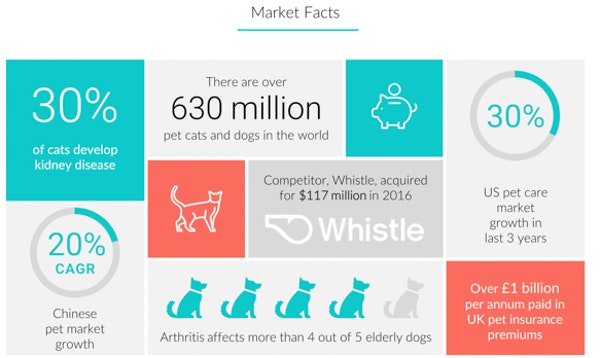 Market Facts
30%
of cats develop
kidney disease
There are over
630 million
pet cats and dogs in the world
30%
US pet care
market
growth in
last 3 years
Competitor, Whistle, acquired
for $117 million in 2016
Whistle
20%
CAGR
Chinese
pet market
growth
Arthritis affects more than 4 out of 5 elderly dogs
Over £1 billion
per annum paid in
UK pet insurance
premiums